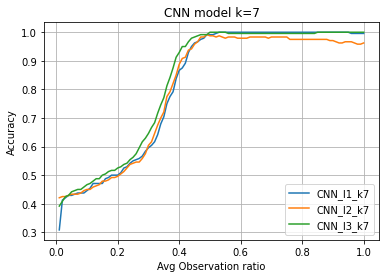 CNN model k=7
Accuracy
1.0
0.9
0.8
0.7
0.6
0.5
0.4
0.3
0.0 0.2 0.4 0.6 0.8 1.0
Avg Observation ratio
CNN_l1_k7
CNN_l2_k7
CNN_l3_k7